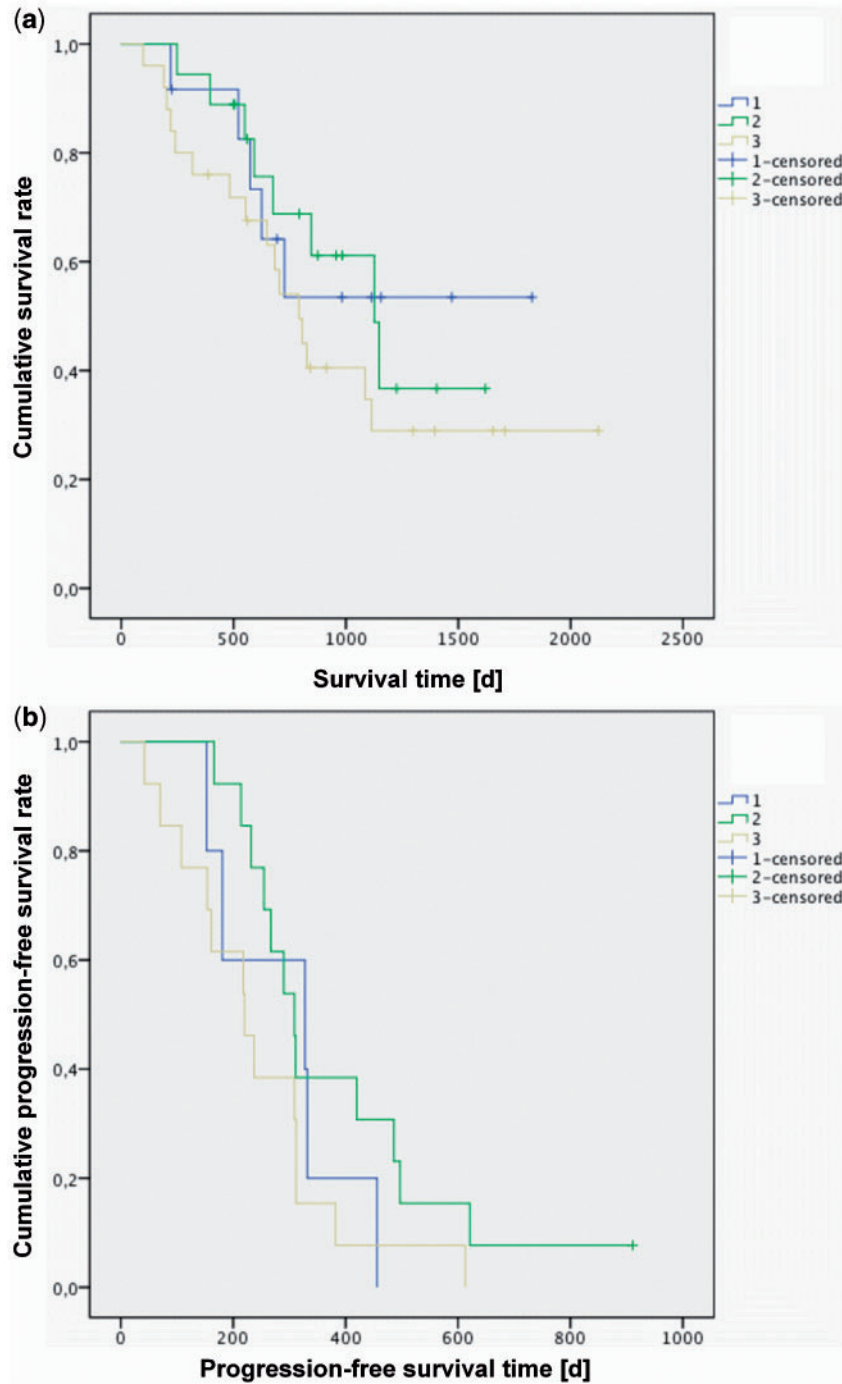 (a)
1,0
0,8
0,6
0,4
0,2
0,0
Cumulative survival rate
0 500 1000 1500 2000 2500
Survival time [d]
1
2
3
1-censored
2-censored
3-censored
(b)
1,0
0,8
0,6
0,4
0,2
0,0
Cumulative progression-free survival rate
0 200 400 600 800 1000
Progression-free survival time [d]
1
2
3
1-censored
2-censored
3-censored